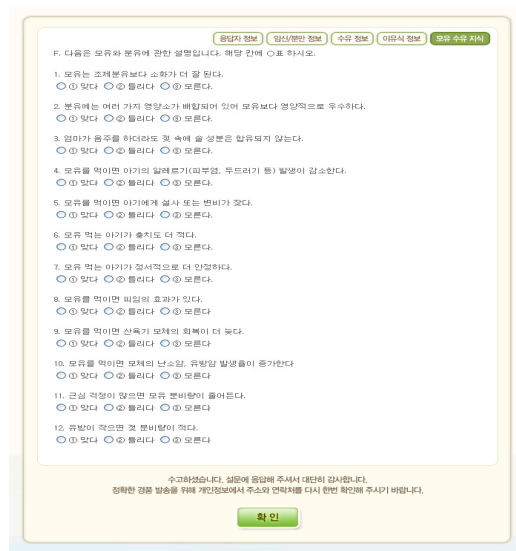 응답자 정보 임신/분만 정보 수유 정보 이유식 정보 모유 수유 지식
F. 다음은 모유와 분유에 관한 설명입니다. 해당 칸에 ○표 하시오.
1. 모유는 조제분유보다 소화가 더 잘 된다.
① 맞다 ② 틀리다 ③ 모른다.
2. 분유에는 여러 가지 영양소가 배합되어 있어 모유보다 영양적으로 우수하다.
① 맞다 ② 틀리다 ③ 모른다.
3. 엄마가 음주를 하더라도 젖 속에 술 성분은 함유되지 않는다.
① 맞다 ② 틀리다 ③ 모른다.
4. 모유를 먹이면 아기의 알레르기(피부염, 두드러기 등) 발생이 감소한다.
① 맞다 ② 틀리다 ③ 모른다.
5. 모유를 먹이면 아기에게 설사 또는 변비가 잦다.
① 맞다 ② 틀리다 ③ 모른다.
6. 모유 먹는 아기가 충치도 더 적다.
① 맞다 ② 틀리다 ③ 모른다.
7. 모유 먹는 아기가 정서적으로 더 안정하다.
① 맞다 ② 틀리다 ③ 모른다.
8. 모유를 먹이면 피임의 효과가 있다.
① 맞다 ② 틀리다 ③ 모른다
9. 모유를 먹이면 산욕기 모체의 회복이 더 늦다.
① 맞다 ② 틀리다 ③ 모른다
10. 모유를 먹이면 모체의 난소암, 유방암 발생율이 증가한다
① 맞다 ② 틀리다 ③ 모른다
11. 근심 걱정이 많으면 모유 분비량이 줄어든다.
① 맞다 ② 틀리다 ③ 모른다
12. 유방이 작으면 젖 분비량이 적다.
① 맞다 ② 틀리다 ③ 모른다
수고하셨습니다. 설문에 응답해 주셔서 대단히 감사합니다.
정확한 경품 발송을 위해 개인정보에서 주소와 연락처를 다시 한번 확인해 주시기 바랍니다.
확 인